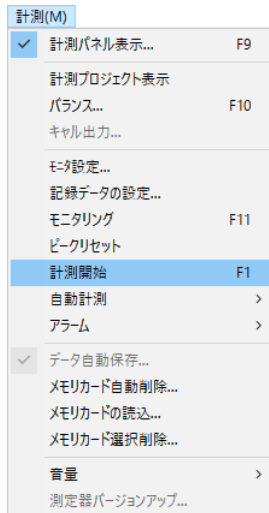 計測(M)
計測パネル表示... F9
計測プロジェクト表示
バランス... F10
キャル出力...
モニタ設定...
記録データの設定...
モニタリング F11
ピークリセット
計測開始 F1
自動計測
アラーム
データ自動保存...
メモリカード自動削除...
メモリカードの読込...
メモリカード選択削除...
音量
測定器バージョンアップ...